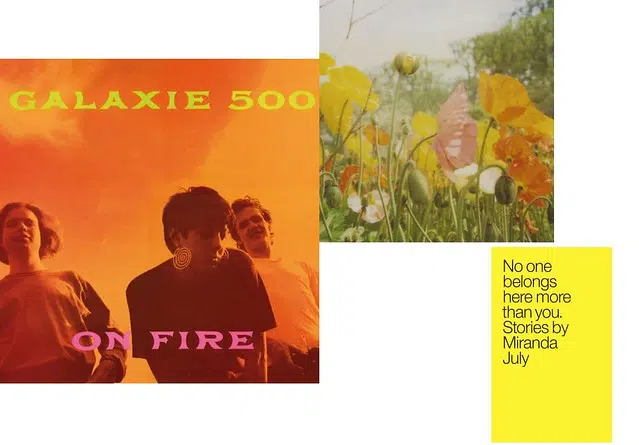 GALAXIE 500
ON FIRE
No one
belongs
here more
than you.
Stories by
Miranda
July